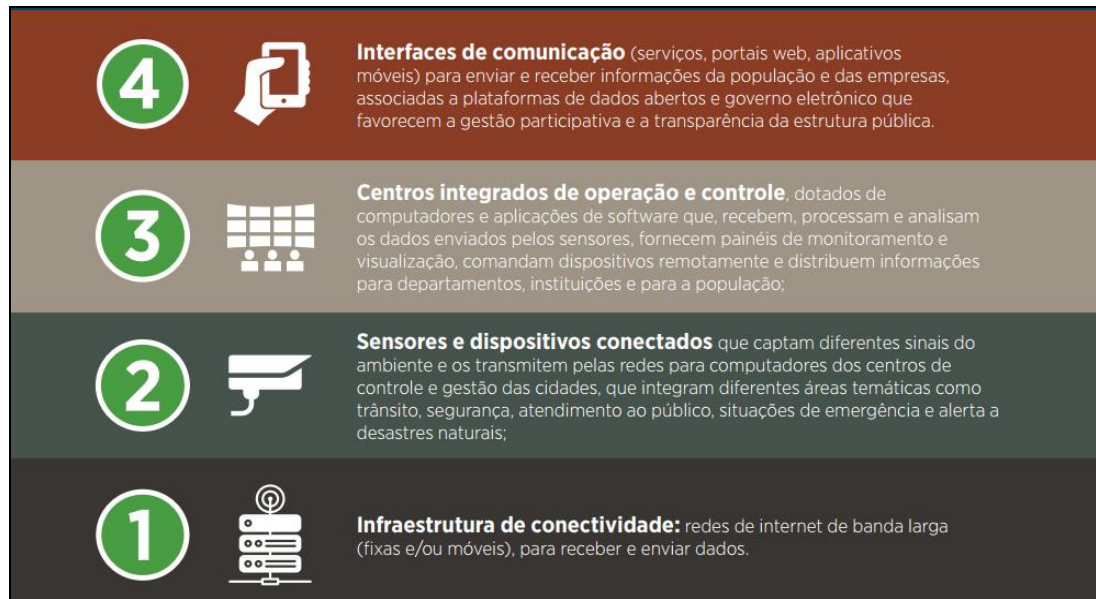 4
Interfaces de comunicação (serviços, portais web, aplicativos
móveis) para enviar e receber informações da população e das empresas,
associadas a plataformas de dados abertos e governo eletrônico que
favorecem a gestão participativa e a transparência da estrutura pública.
3
Centros integrados de operação e controle, dotados de
computadores e aplicações de software que, recebem, processam e analisam
os dados enviados pelos sensores, fornecem painéis de monitoramento e
visualização, comandam dispositivos remotamente e distribuem informações
para departamentos, instituições e para a população;
2
Sensores e dispositivos conectados que captam diferentes sinais do
ambiente e os transmitem pelas redes para computadores dos centros de
controle e gestão das cidades, que integram diferentes áreas temáticas como
trânsito, segurança, atendimento ao público, situações de emergência e alerta a
desastres naturais;
1
Infraestrutura de conectividade: redes de internet de banda larga
(fixas e/ou móveis), para receber e enviar dados.